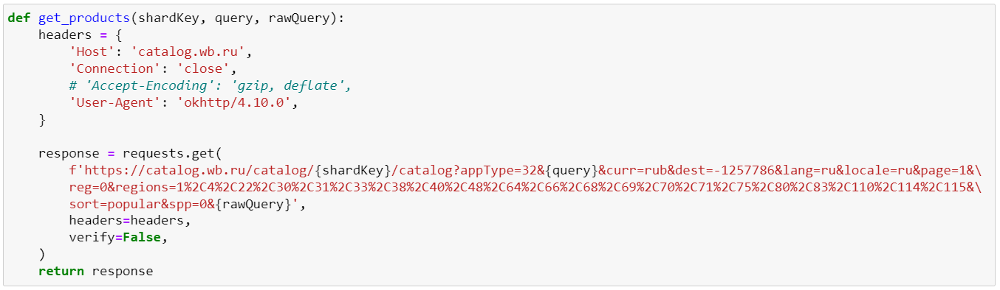 def get_products(shardKey, query, rawQuery):
    headers = {
        'Host': 'catalog.wb.ru',
        'Connection': 'close',
        # 'Accept-Encoding': 'gzip, deflate',
        'User-Agent': 'okhttp/4.10.0',
    }

    response = requests.get(
        f'https://catalog.wb.ru/catalog/{shardKey}/catalog?appType=32&{query}&curr=rub&dest=-1257786&lang=ru&locale=ru&page=1&\
        reg=0&regions=1%2C4%2C22%2C30%2C31%2C33%2C38%2C40%2C48%2C64%2C66%2C68%2C69%2C70%2C71%2C75%2C80%2C83%2C110%2C114%2C115&\
        sort=popular&spp=0&{rawQuery}',
        headers=headers,
        verify=False,
    )
    return response